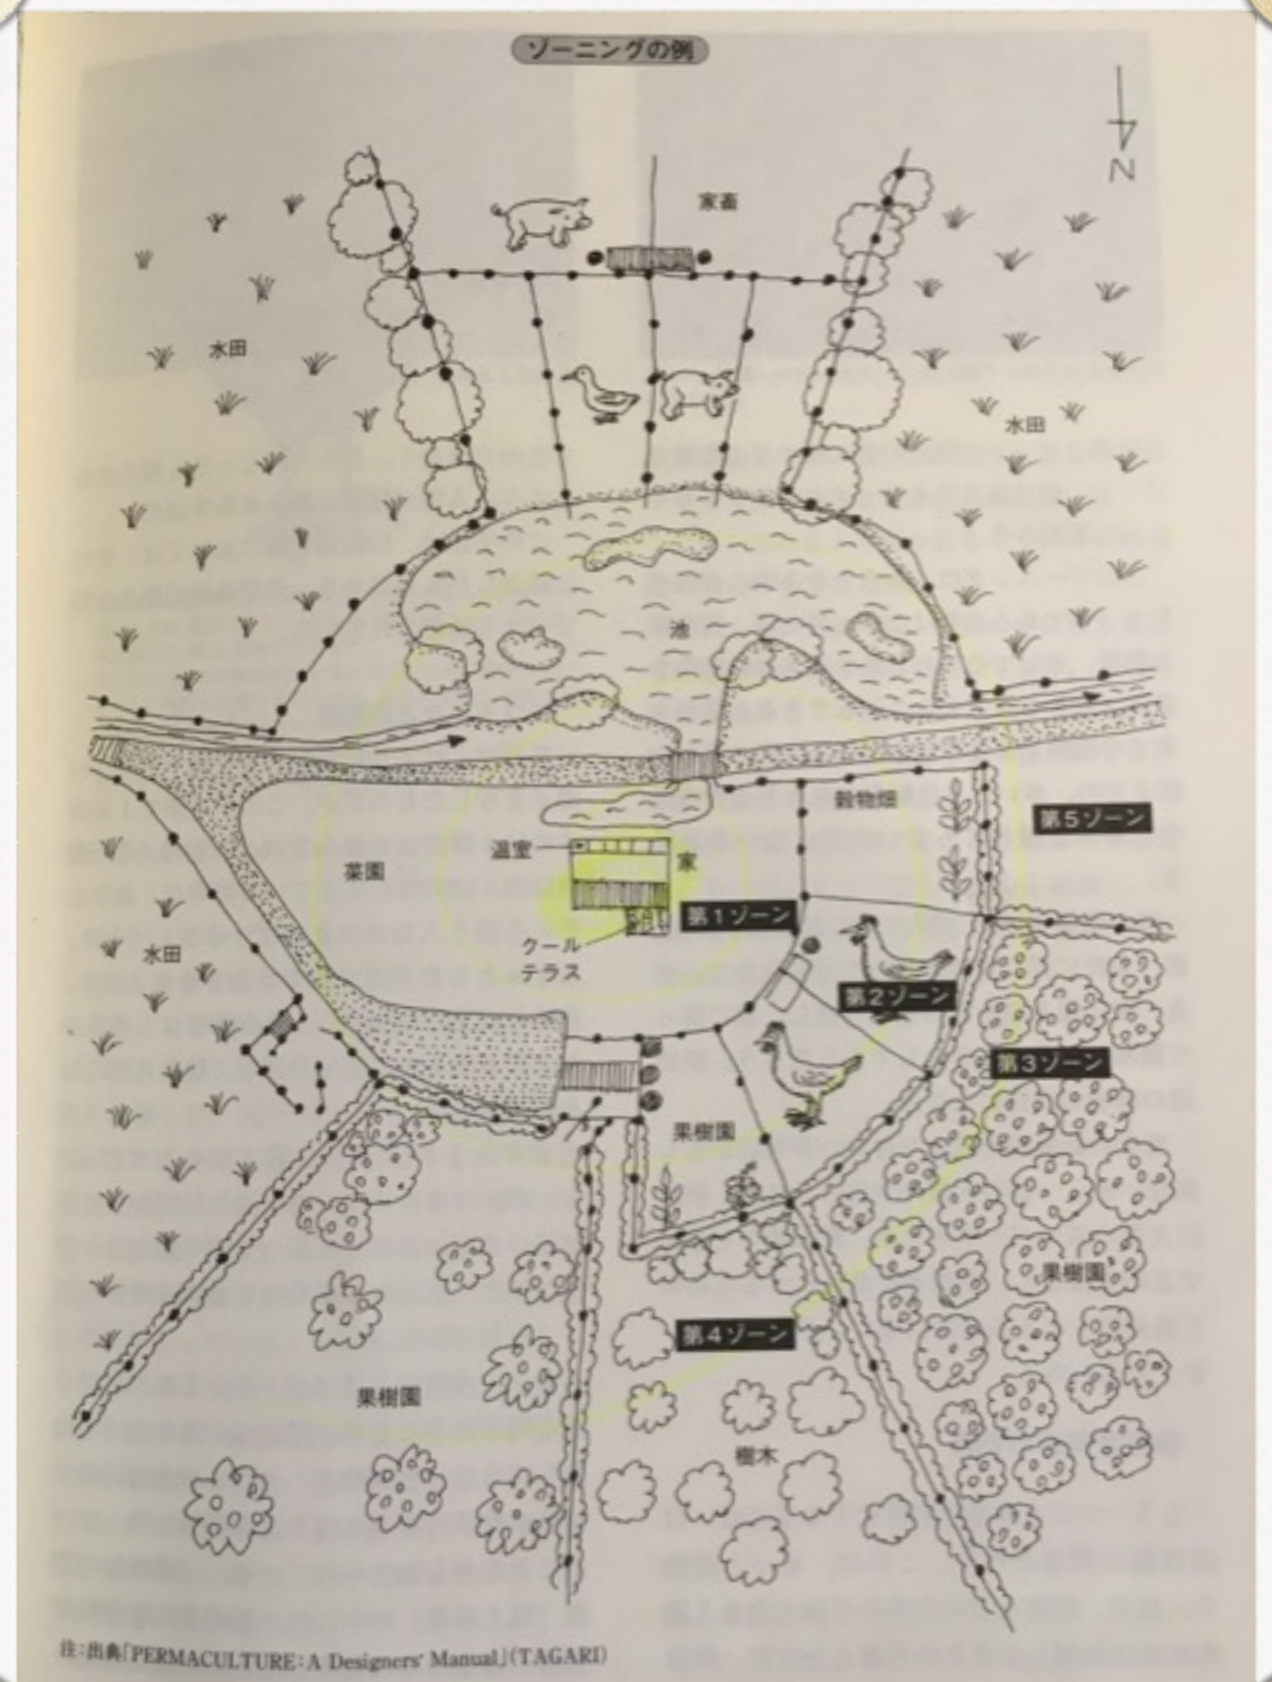 ゾーニングの例
N
家畜
水田
水田
池
穀物畑
第5ゾーン
温室
家
菜園
第1ゾーン
クール
テラス
水田
第2ゾーン
第3ゾーン
果樹園
果樹園
第4ゾーン
果樹園
樹木
注:出典「PERMACULTURE:A Designers' Manual」(TAGARI)